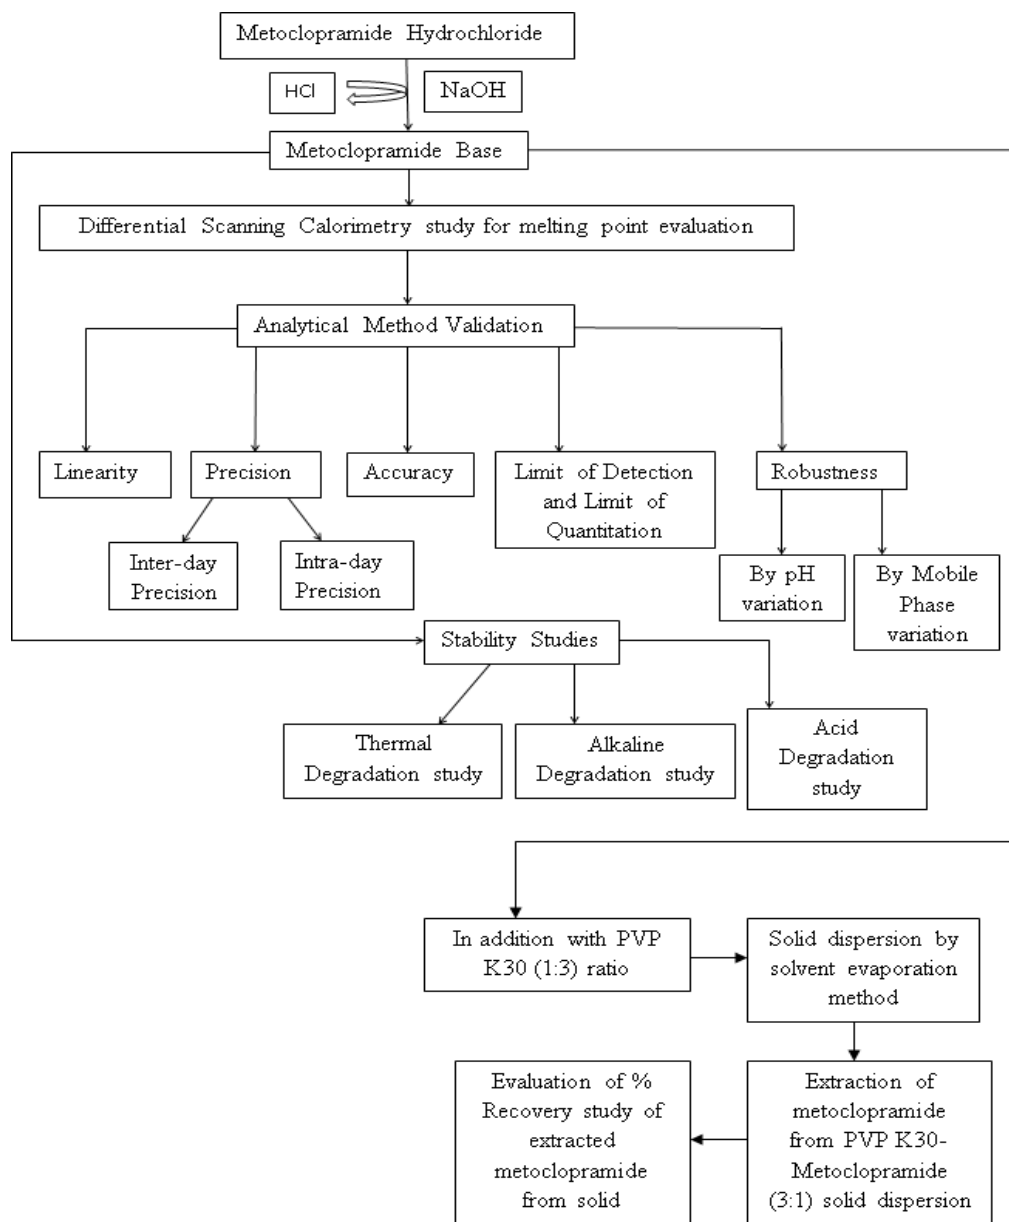 Metoclopramide Hydrochloride
HCl
NaOH
Metoclopramide Base
Differential Scanning Calorimetry study for melting point evaluation
Analytical Method Validation
Linearity
Precision
Accuracy
Limit of Detection
and Limit of
Quantitation
Robustness
Inter-day
Precision
Intra-day
Precision
By pH
variation
By Mobile
Phase
variation
Stability Studies
Thermal
Degradation study
Alkaline
Degradation study
Acid
Degradation
study
In addition with PVP
K30 (1:3) ratio
Solid dispersion by
solvent evaporation
method
Evaluation of %
Recovery study of
extracted
metoclopramide
from solid
Extraction of
metoclopramide
from PVP K30-
Metoclopramide
(3:1) solid dispersion